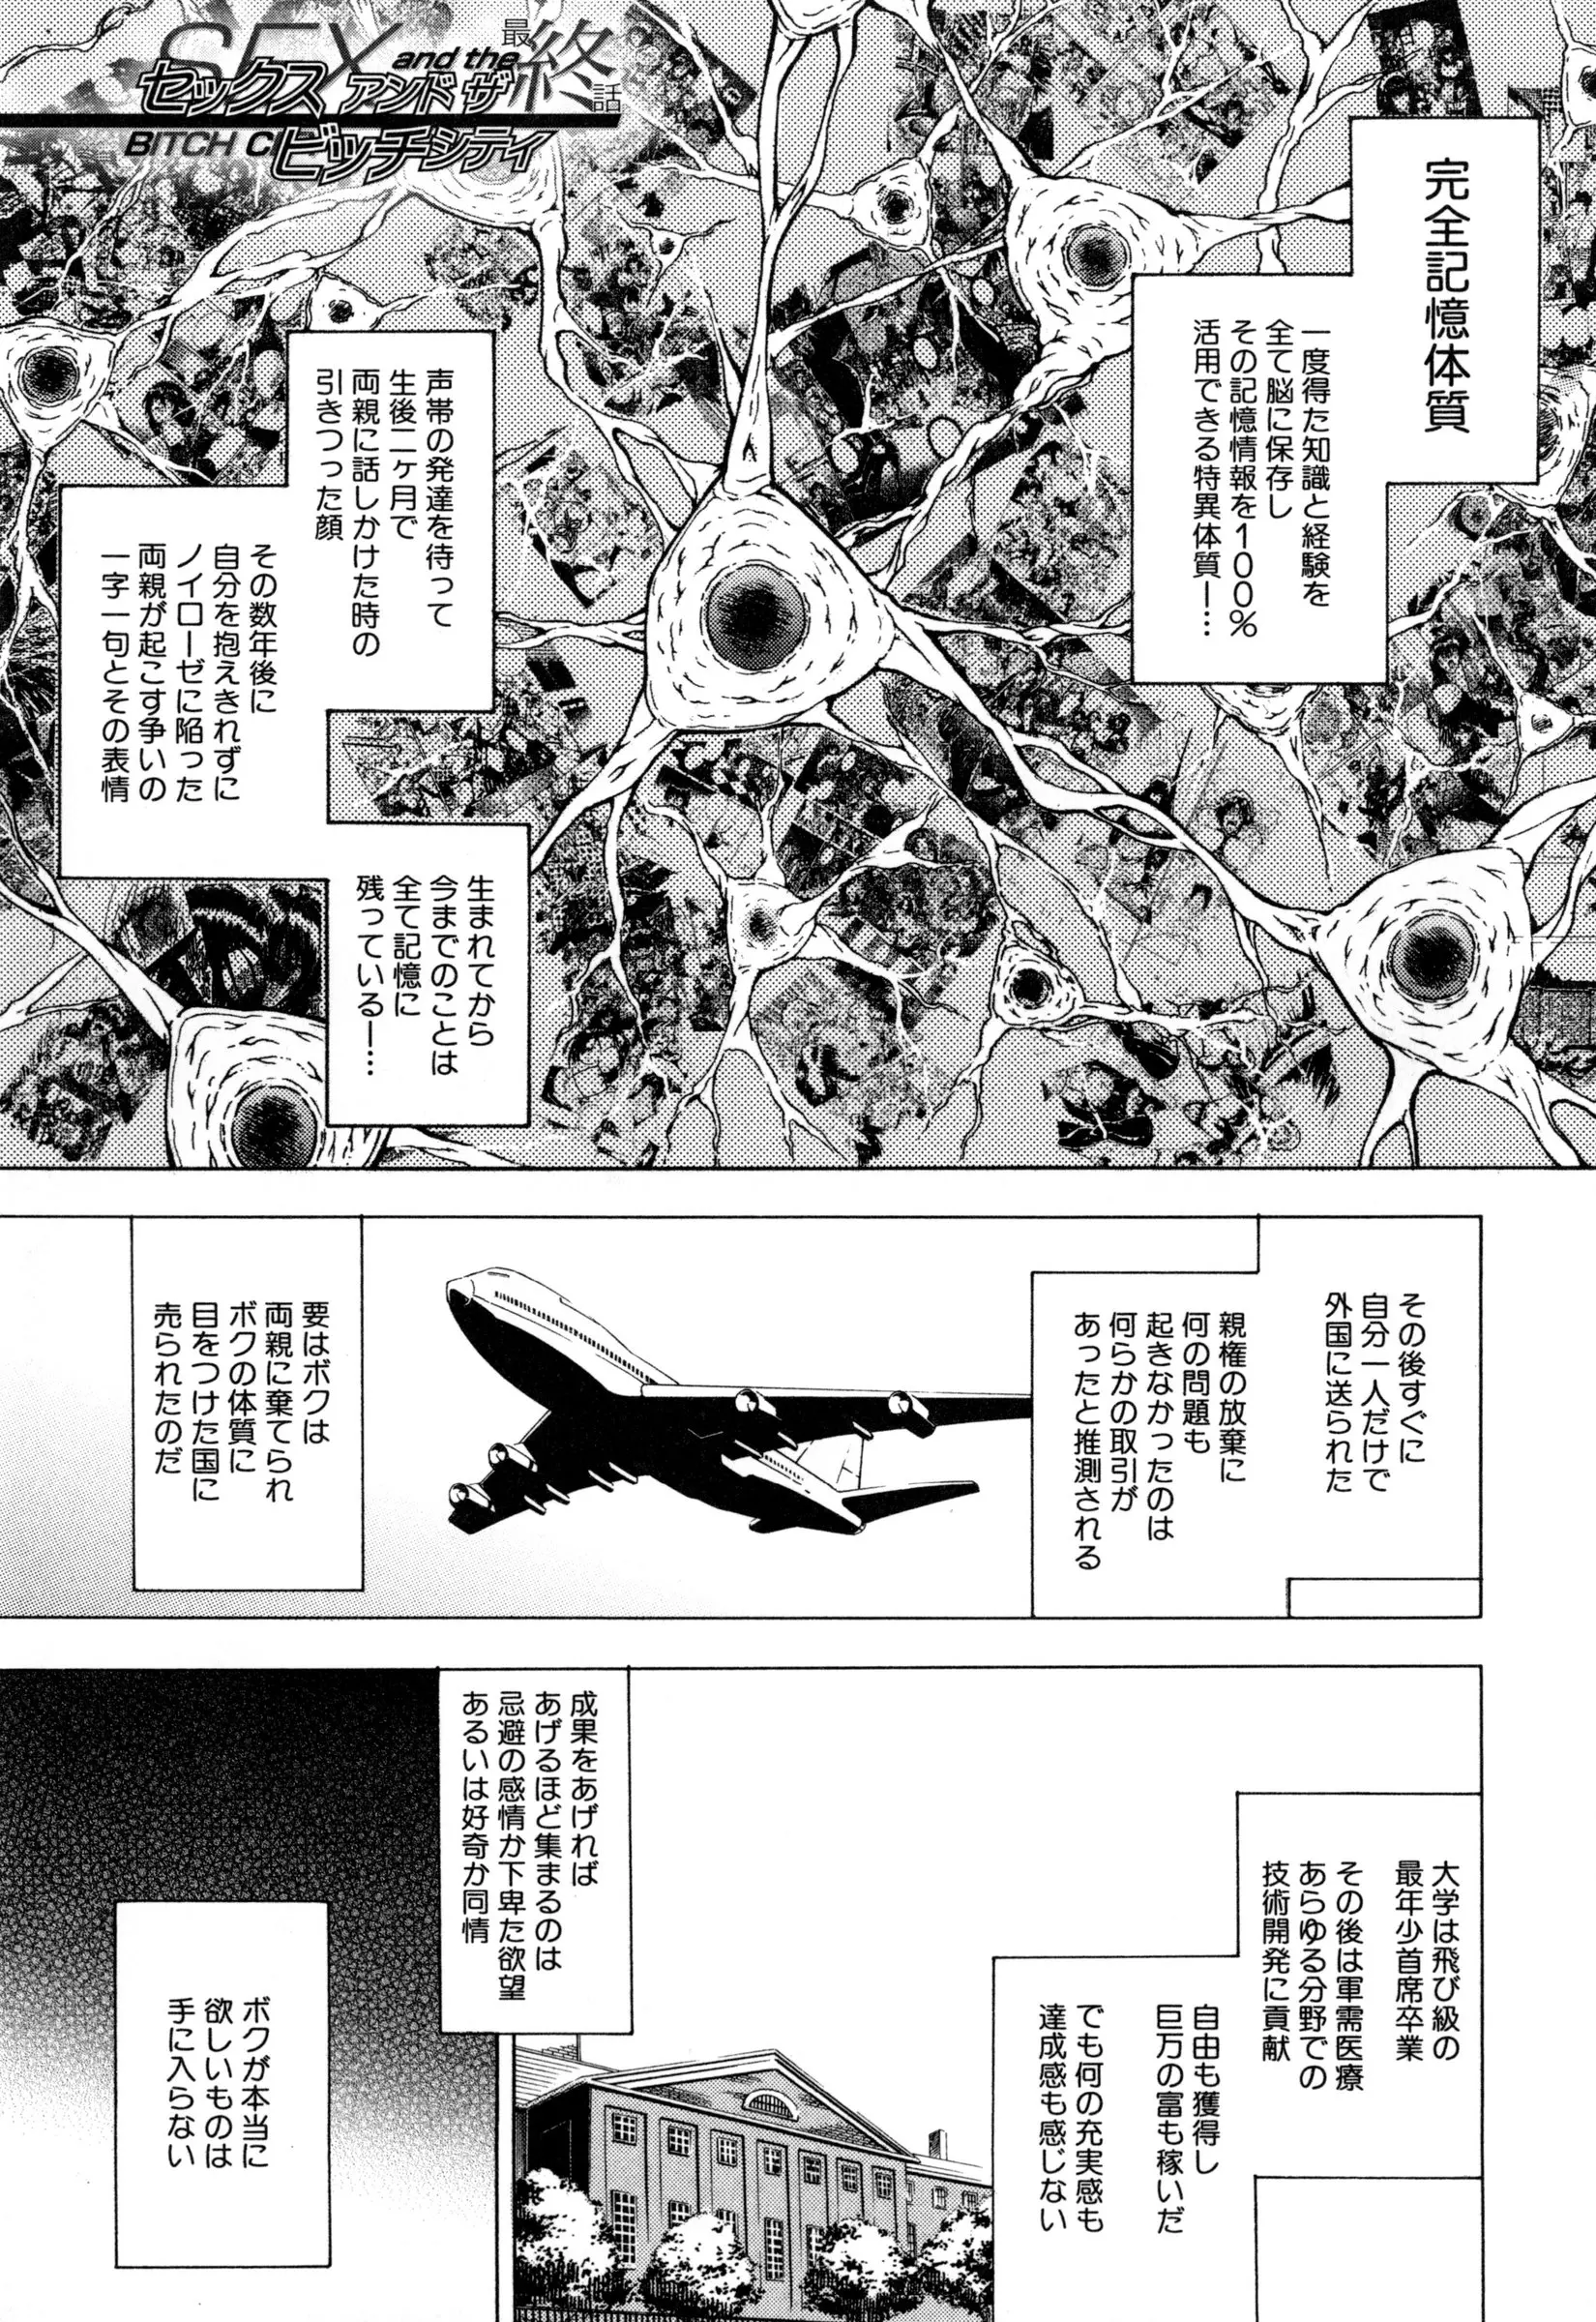 SEX and the
セックス アンド ザ
BITCH CI
ビッチシティ
最終話
完全記憶体質
一度得た知識と経験を
全て脳に保存し
その記憶情報を100%
活用できる特異体質ー…
声帯の発達を待って
生後二ヶ月で
両親に話しかけた時の
引きつった顔
その数年後に
自分を抱えきれずに
ノイローゼに陥った
両親が起こす争いの
一字一句とその表情
生まれてから
今までのことは
全て記憶に
残っているー…
その後すぐに
自分一人だけで
外国に送られた
親権の放棄に
何の問題も
起きなかったのは
何らかの取引が
あったと推測される
要はボクは
両親に棄てられ
ボクの体質に
目をつけた国に
売られたのだ
大学は飛び級の
最年少首席卒業
その後は軍需医療
あらゆる分野での
技術開発に貢献
自由も獲得し
巨万の富も稼いだ
でも何の充実感も
達成感も感じない
成果をあげれば
あげるほど集まるのは
忌避の感情か下卑た欲望
あるいは好奇か同情
ボクが本当に
欲しいものは
手に入らない